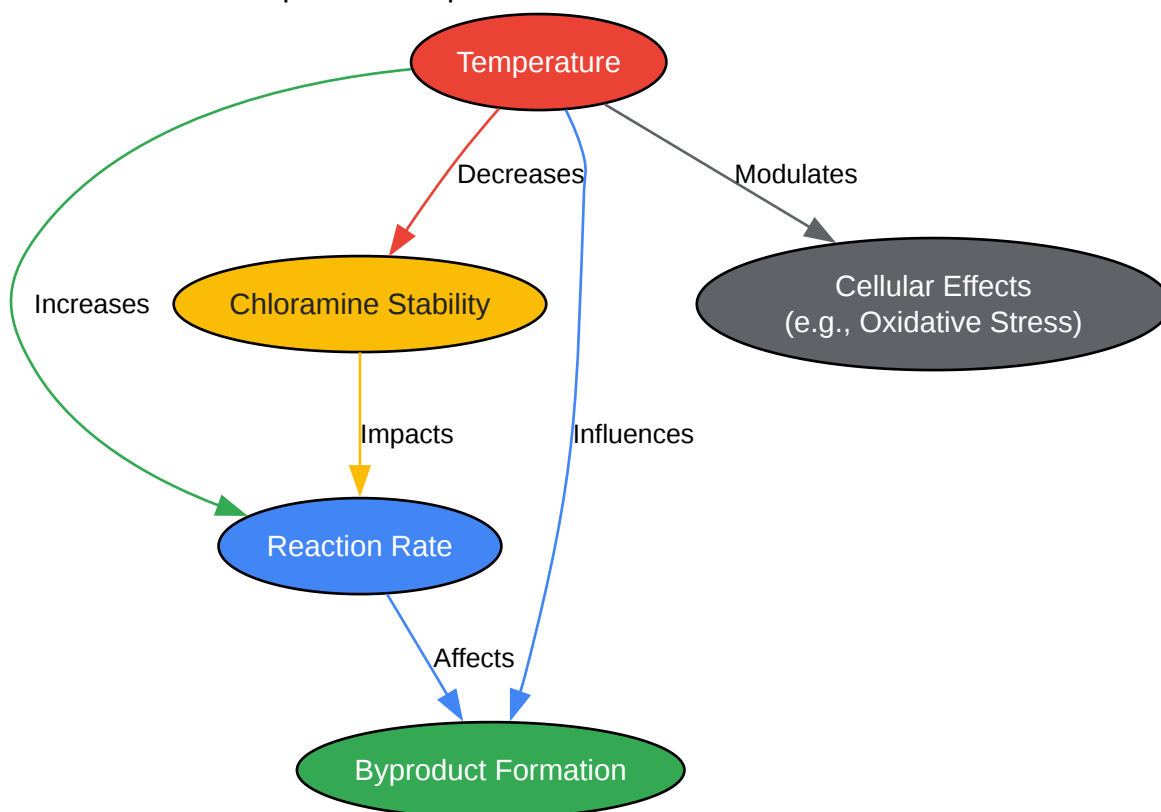 Temperature
Decreases
Modulates
Chloramine Stability
Cellular Effects
(e.g., Oxidative Stress)
Increases
Impacts
Influences
Reaction Rate
Affects
Byproduct Formation